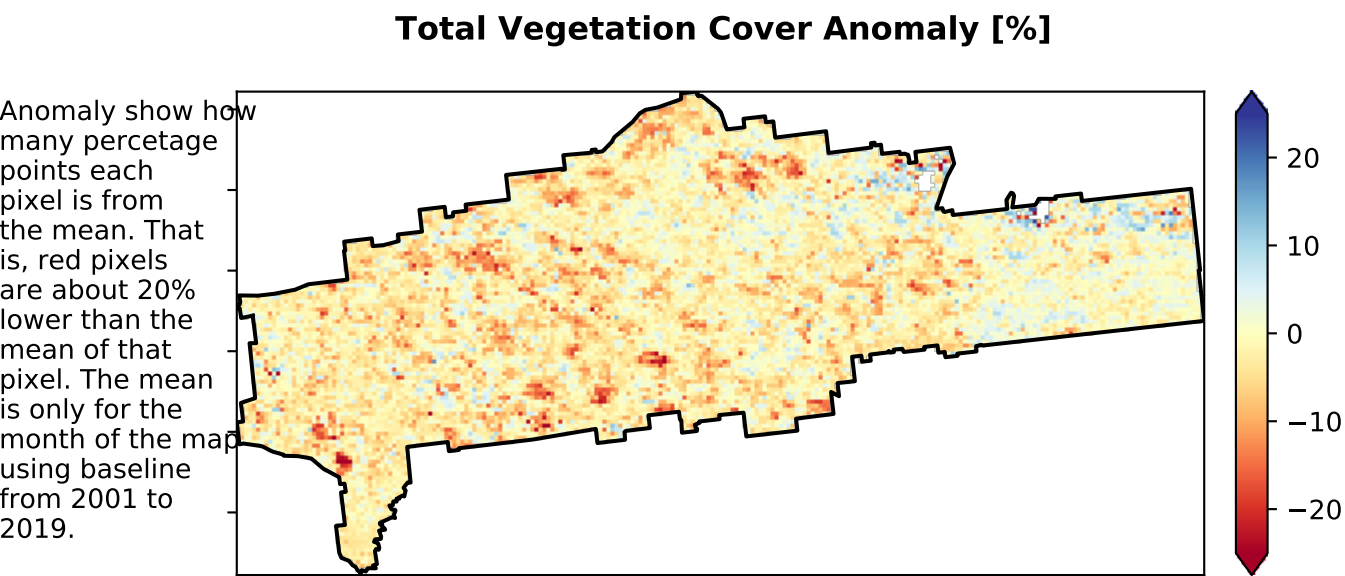 Total Vegetation Cover Anomaly [%]
Anomaly show how
many percetage
points each
pixel is from
the mean. That
is, red pixels
are about 20%
lower than the
mean of that
pixel. The mean
is only for the
month of the map
using baseline
from 2001 to
2019.
20
10
0
−10
−20